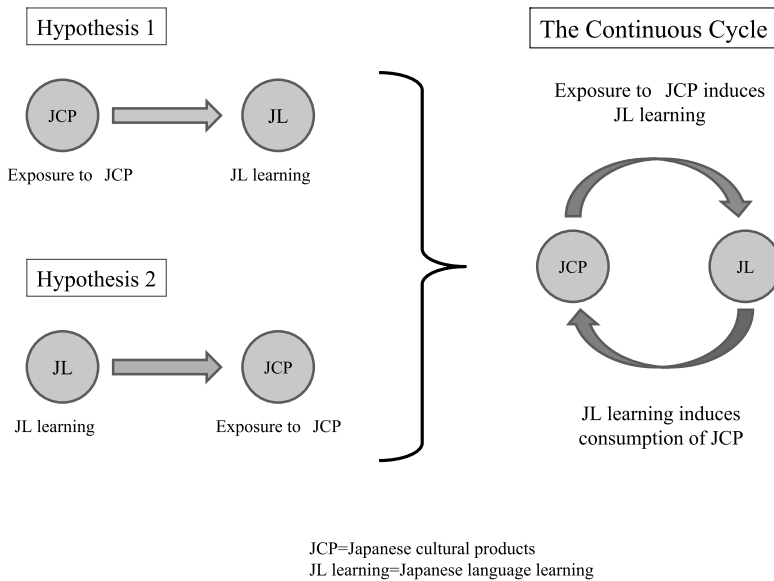 Hypothesis 1
JCP
JL
Exposure to JCP
JL learning
Hypothesis 2
JL
JCP
JL learning
Exposure to JCP
The Continuous Cycle
Exposure to JCP induces
JL learning
JCP
JL
JL learning induces
consumption of JCP
JCP=Japanese cultural products
JL learning=Japanese language learning